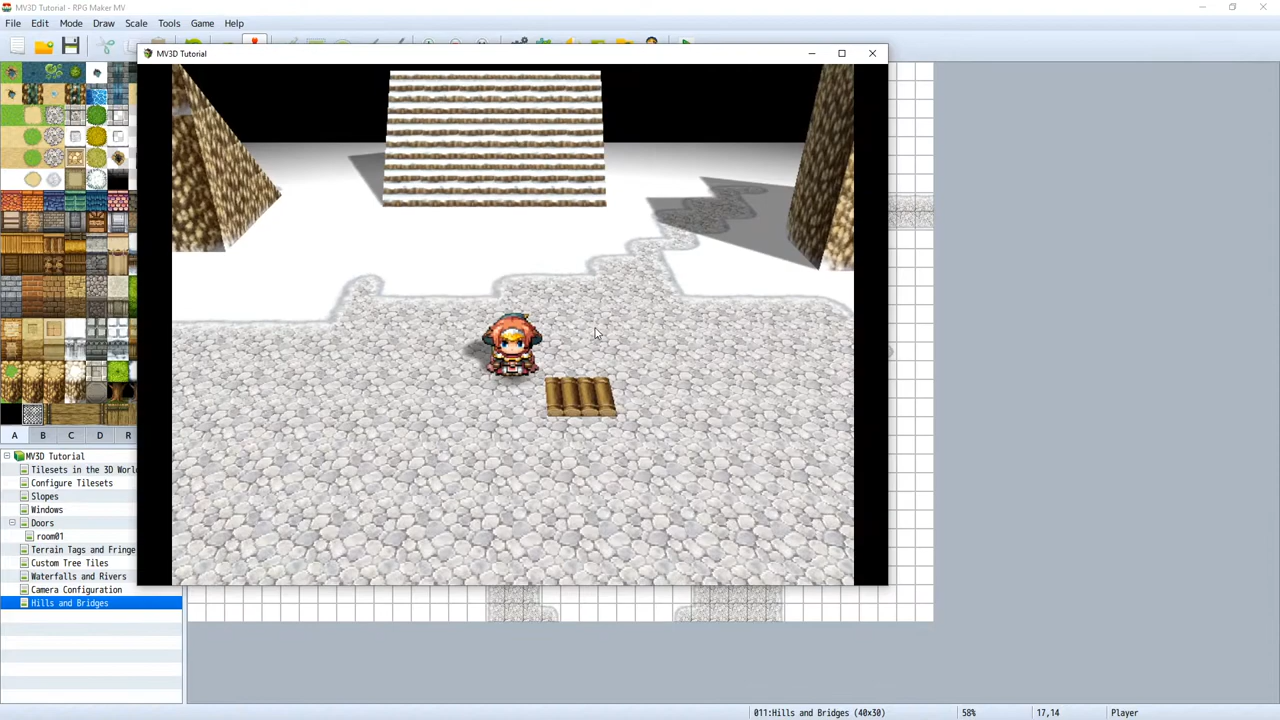 MV3D Tutorial - RPG Maker MV
File Edit Mode Draw Scale Tools Game Help
MV3D Tutorial
A B C D R
MV3D Tutorial
Tilesets in the 3D Worl
Configure Tilesets
Slopes
Windows
Doors
room01
Terrain Tags and Fringe
Custom Tree Tiles
Waterfalls and Rivers
Camera Configuration
Hills and Bridges
011:Hills and Bridges (40x30) 58% 17,14 Player